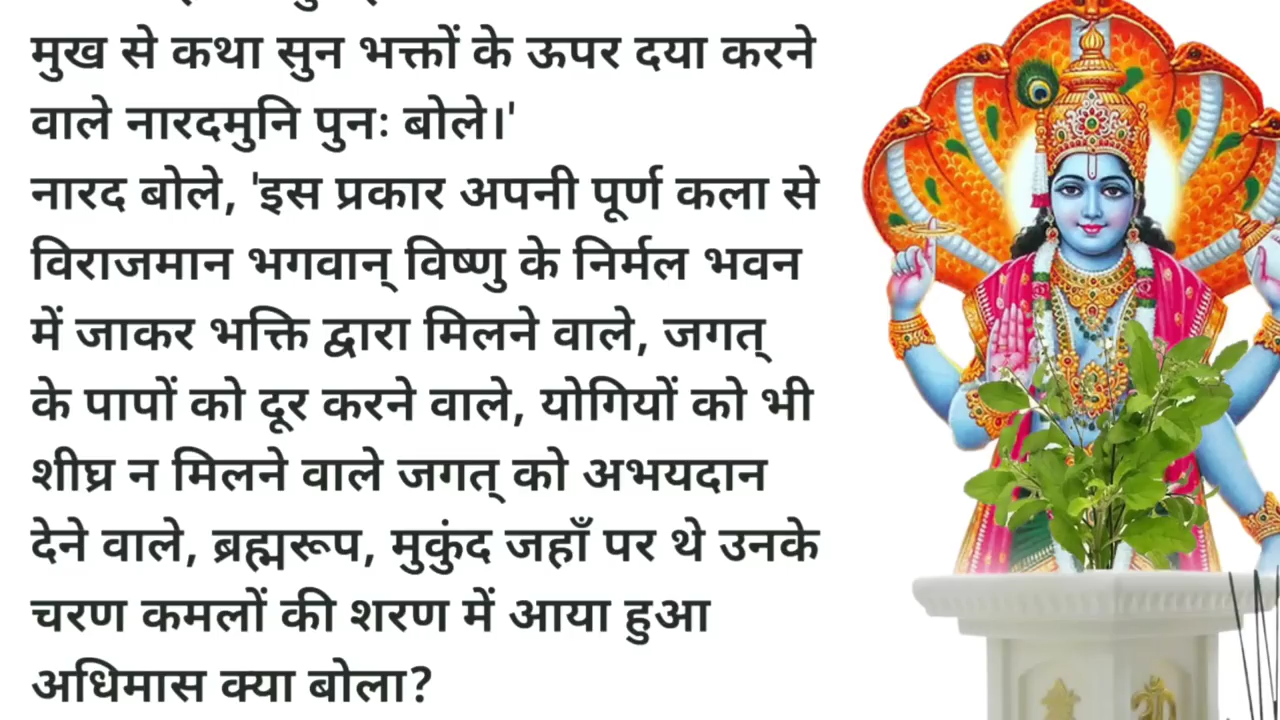 मुख से कथा सुन भक्तों के ऊपर दया करने
वाले नारदमुनि पुनः बोले।'
नारद बोले, 'इस प्रकार अपनी पूर्ण कला से
विराजमान भगवान् विष्णु के निर्मल भवन
में जाकर भक्ति द्वारा मिलने वाले, जगत्
के पापों को दूर करने वाले, योगियों को भी
शीघ्र न मिलने वाले जगत् को अभयदान
देने वाले, ब्रह्मरूप, मुकुंद जहाँ पर थे उनके
चरण कमलों की शरण में आया हुआ
अधिमास क्या बोला?
ॐ